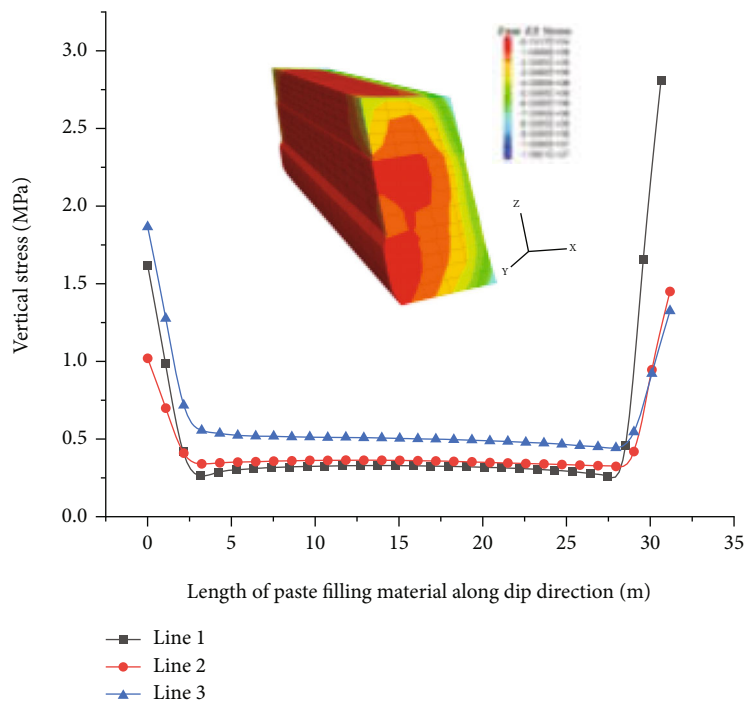 3.0
2.5
2.0
1.5
1.0
0.5
0.0
Vertical stress (MPa)
Z
X
Y
0
5
10
15
20
25
30
35
Length of paste filling material along dip direction (m)
Line 1
Line 2
Line 3